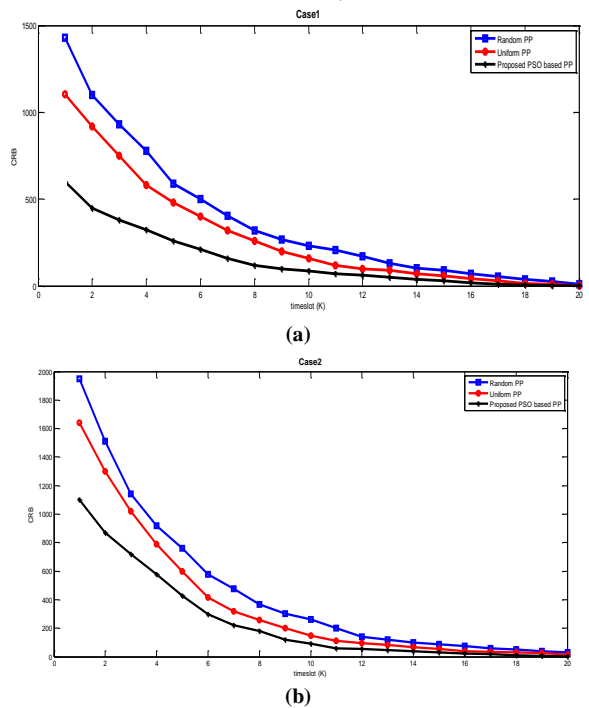 Case1
1500
1000
500
0
CRB
Random PP
Uniform PP
Proposed PSO based PP
0 2 4 6 8 10 12 14 16 18 20
timeslot (K)
(a)
Case2
2000
1800
1600
1400
1200
1000
800
600
400
200
0
CRB
Random PP
Uniform PP
Proposed PSO based PP
0 2 4 6 8 10 12 14 16 18 20
timeslot (K)
(b)